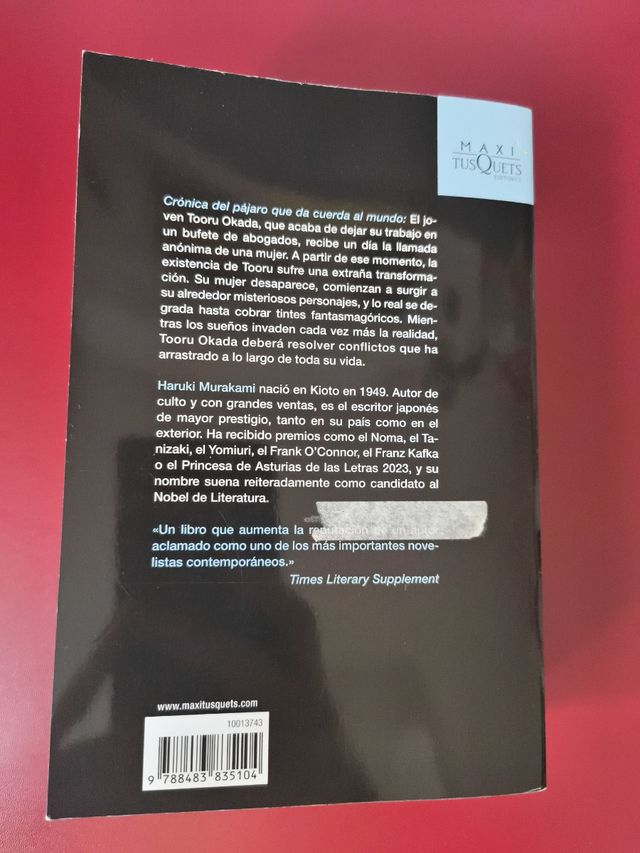 MAXI
TUSQUETS
EDITORES
Crónica del pájaro que da cuerda al mundo: El jo-
ven Tooru Okada, que acaba de dejar su trabajo en
un bufete de abogados, recibe un día la llamada
anónima de una mujer. A partir de ese momento, la
existencia de Tooru sufre una extraña transforma-
ción. Su mujer desaparece, comienzan a surgir a
su alrededor misteriosos personajes, y lo real se de-
grada hasta cobrar tintes fantasmagóricos. Mien-
tras los sueños invaden cada vez más la realidad,
Tooru Okada deberá resolver conflictos que ha
arrastrado a lo largo de toda su vida.
Haruki Murakami nació en Kioto en 1949. Autor de
culto y con grandes ventas, es el escritor japonés
de mayor prestigio, tanto en su país como en el
exterior. Ha recibido premios como el Noma, el Ta-
nizaki, el Yomiuri, el Frank O'Connor, el Franz Kafka
o el Princesa de Asturias de las Letras 2023, y su
nombre suena reiteradamente como candidato al
Nobel de Literatura.
«Un libro que aumenta la reputación de un autor
aclamado como uno de los más importantes nove-
listas contemporáneos.»
Times Literary Supplement
www.maxitusquets.com
10013743
9 788483 835104